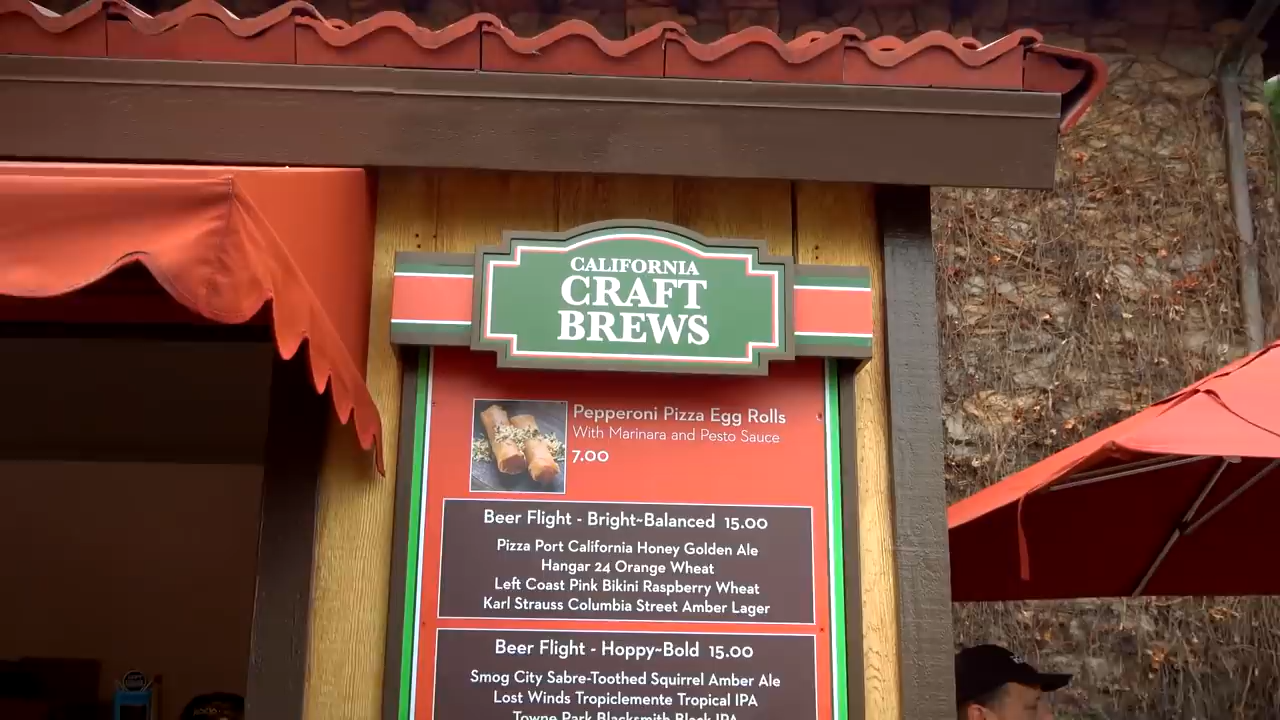 CALIFORNIA
CRAFT
BREWS
Pepperoni Pizza Egg Rolls
With Marinara and Pesto Sauce
7.00
Beer Flight - Bright~Balanced 15.00
Pizza Port California Honey Golden Ale
Hangar 24 Orange Wheat
Left Coast Pink Bikini Raspberry Wheat
Karl Strauss Columbia Street Amber Lager
Beer Flight - Hoppy~Bold 15.00
Smog City Sabre-Toothed Squirrel Amber Ale
Lost Winds Tropiclemente Tropical IPA
Towne Park Blacksmith Black IPA